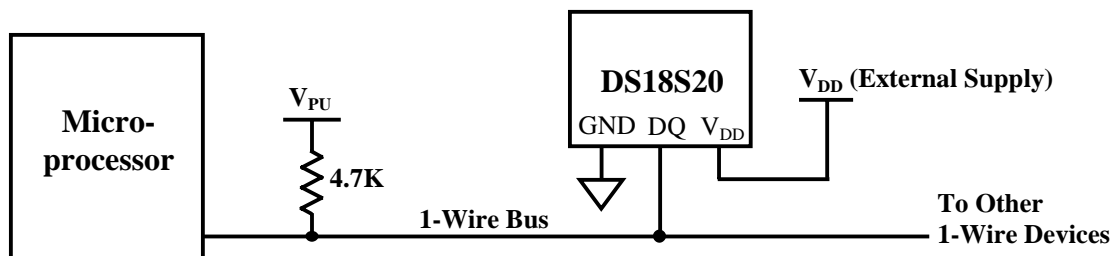 Micro-
processor
V_PU
4.7K
1-Wire Bus
DS18S20
GND DQ V_DD
V_DD (External Supply)
To Other
1-Wire Devices